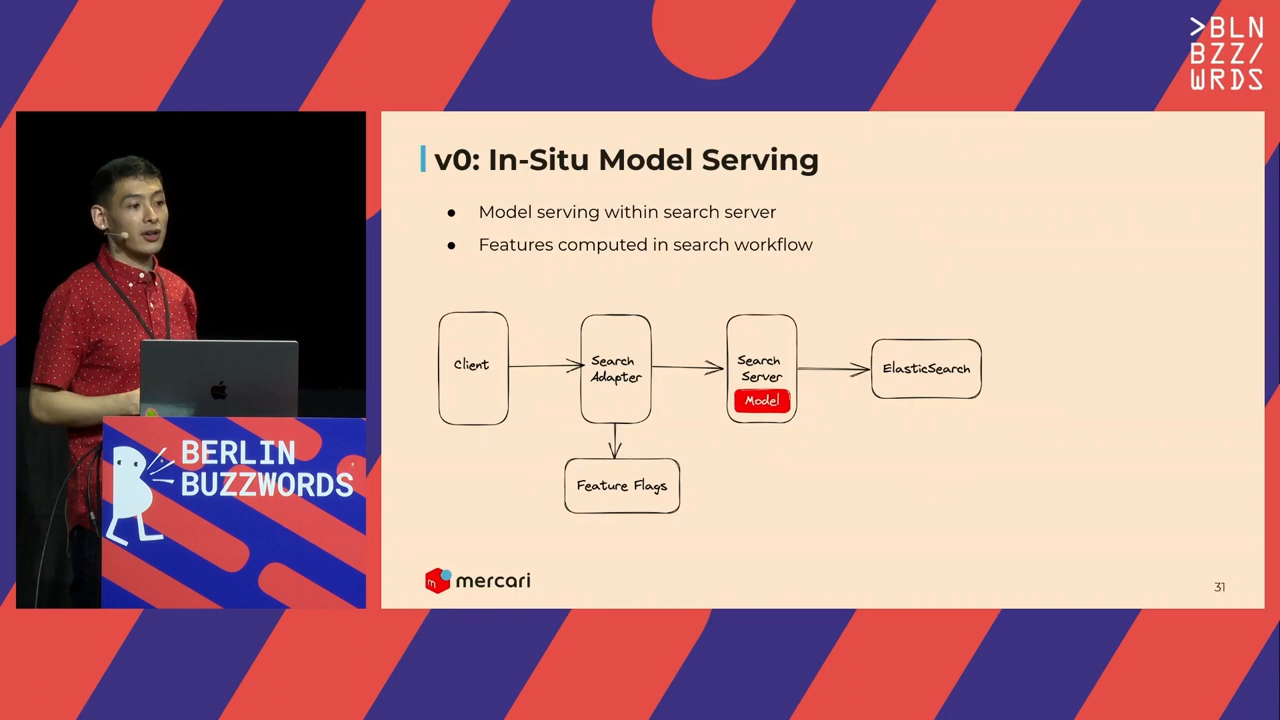 >BLN
BZZ/
WRDS
v0: In-Situ Model Serving
● Model serving within search server
● Features computed in search workflow
Client
Search
Adapter
Search
Server
Model
ElasticSearch
Feature Flags
BERLIN
BUZZWORDS
m mercari
31